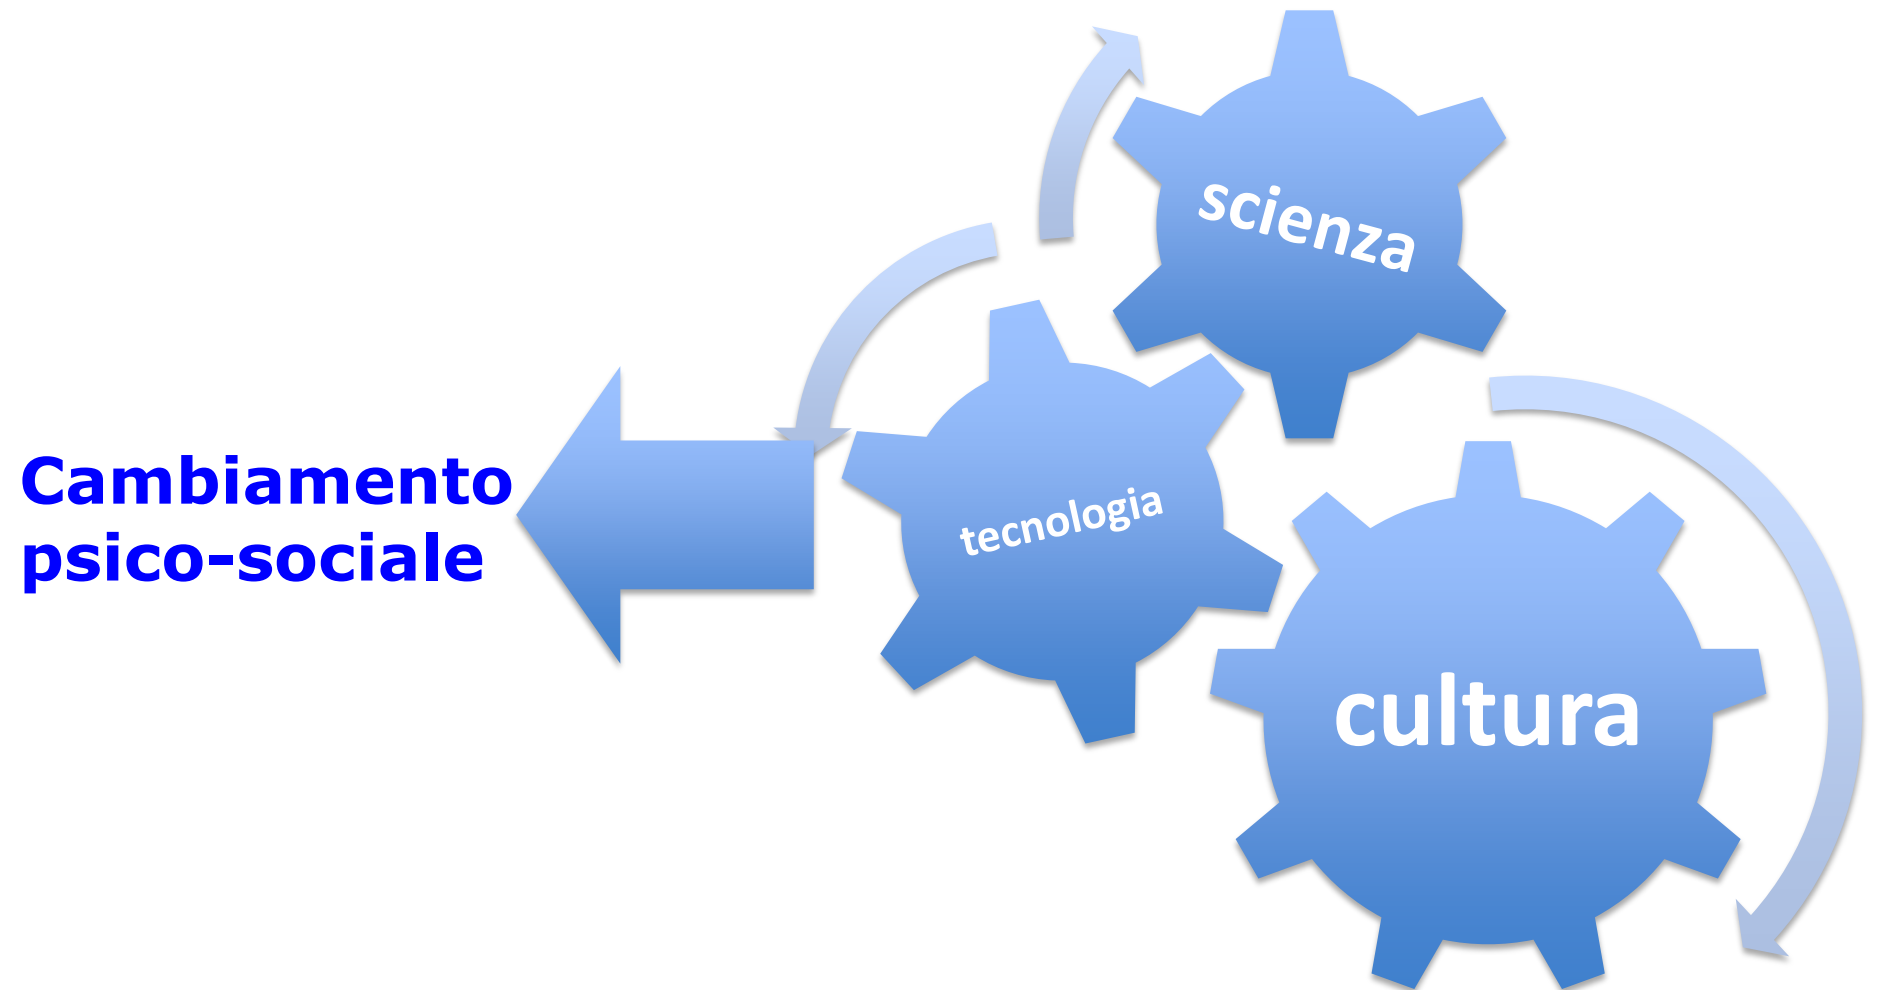 scienza
tecnologia
Cambiamento
psico-sociale
cultura